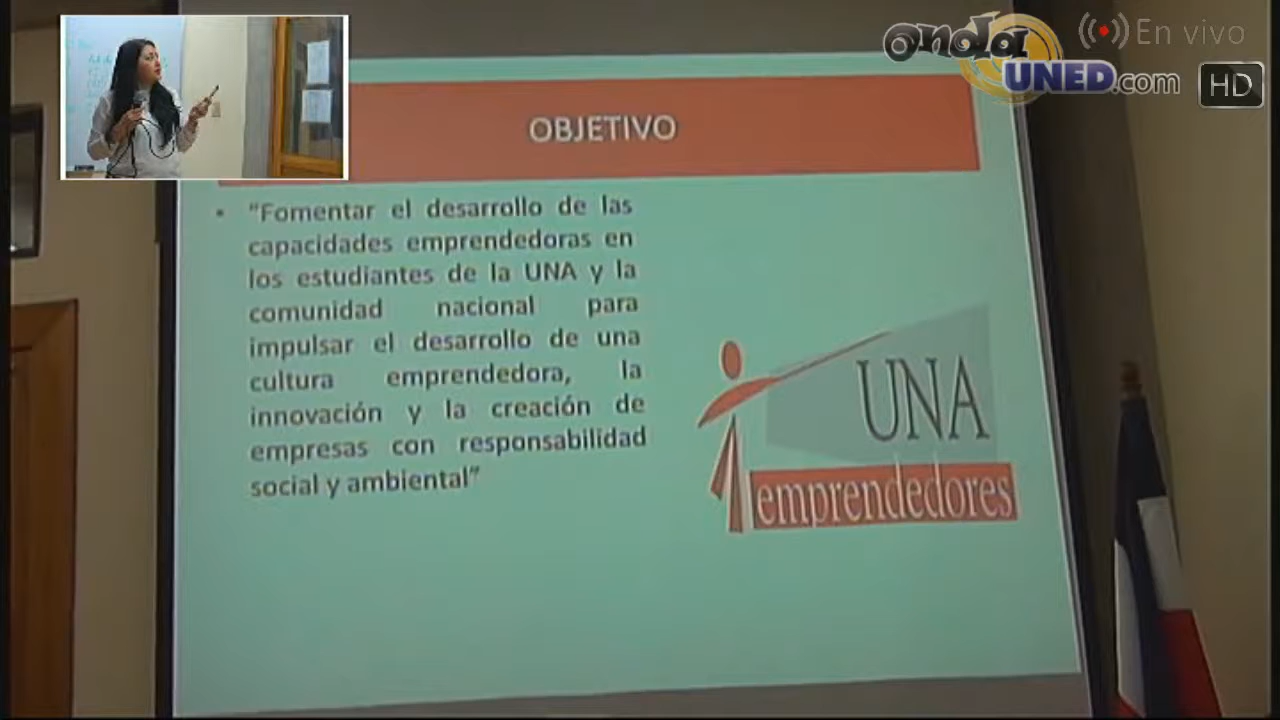 onda
UNED.com
En vivo
HD
OBJETIVO
• "Fomentar el desarrollo de las
capacidades emprendedoras en
los estudiantes de la UNA y la
comunidad nacional para
impulsar el desarrollo de una
cultura emprendedora, la
innovación y la creación de
empresas con responsabilidad
social y ambiental"
UNA
emprendedores